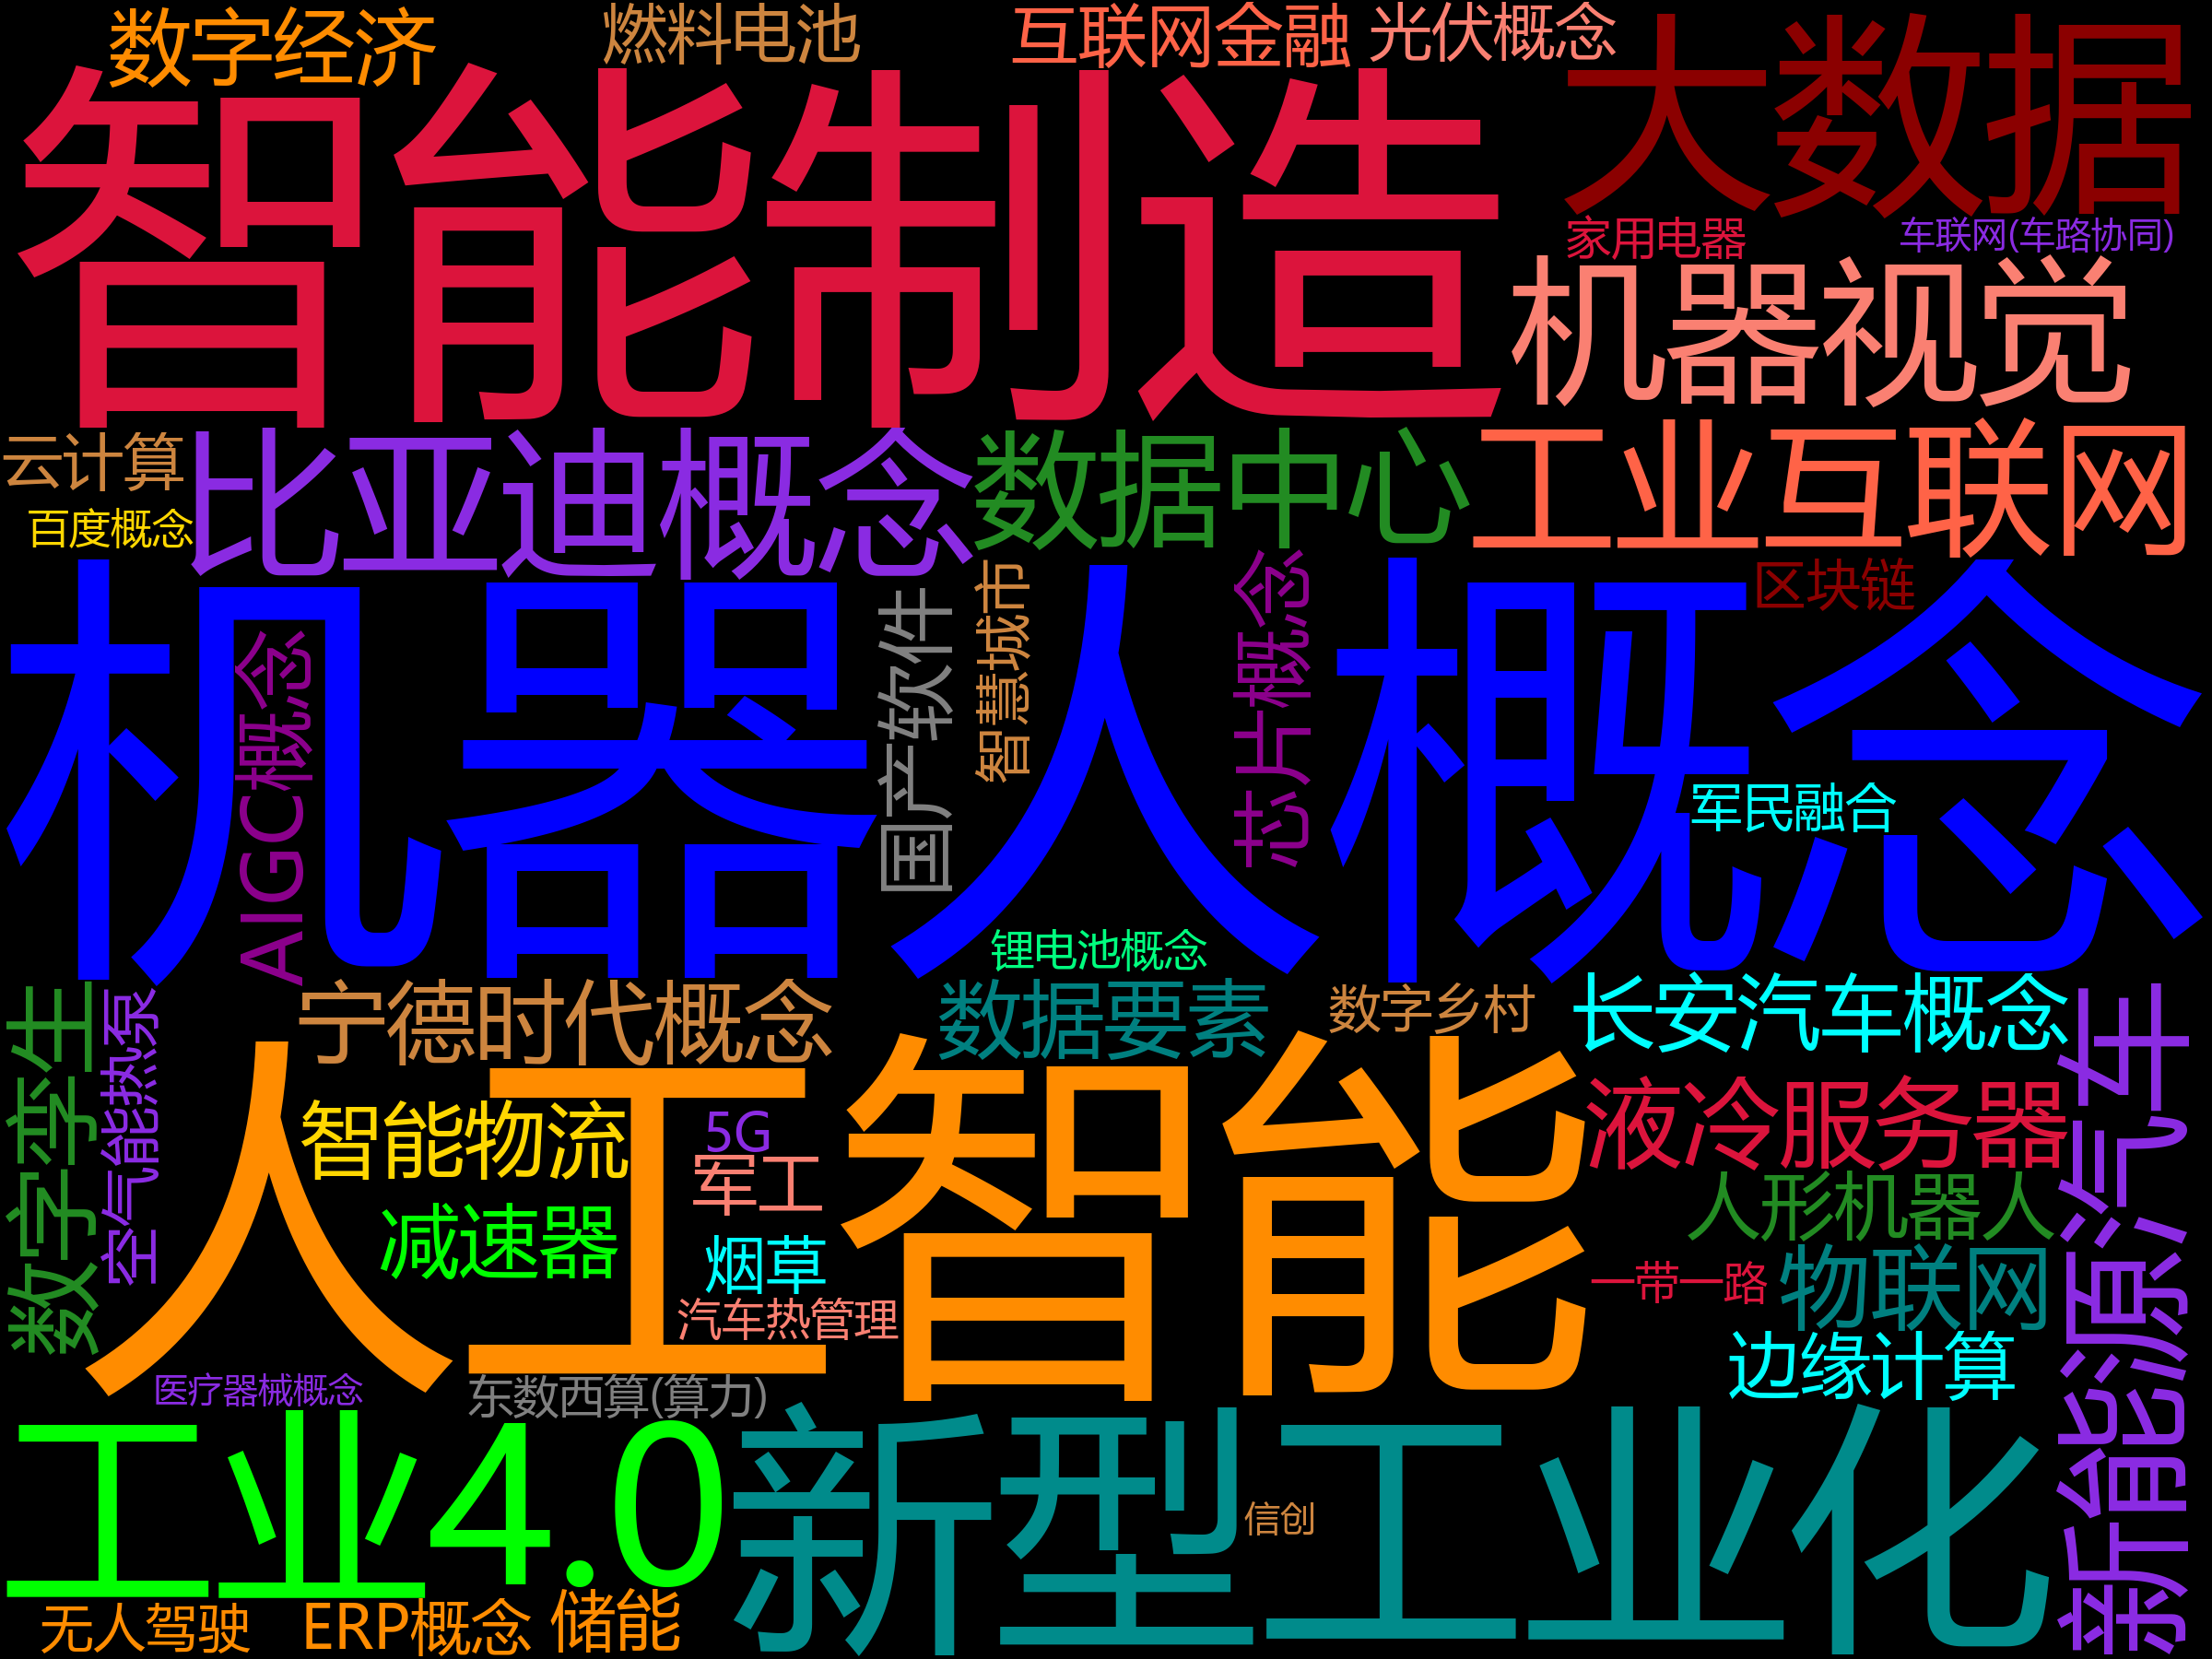 数字经济
燃料电池
互联网金融
光伏概念
智能制造
大数据
家用电器
车联网(车路协同)
机器视觉
云计算
百度概念
比亚迪概念
数据中心
工业互联网
机器人概念
AIGC概念
国产软件
智慧城市
芯片概念
区块链
军民融合
锂电池概念
数字孪生
空气能热泵
宁德时代概念
数据要素
数字乡村
长安汽车概念
新能源汽车
人工智能
智能物流
5G
军工
减速器
烟草
汽车热管理
液冷服务器
人形机器人
一带一路
物联网
边缘计算
医疗器械概念
东数西算(算力)
工业4.0
新型工业化
信创
无人驾驶
ERP概念
储能